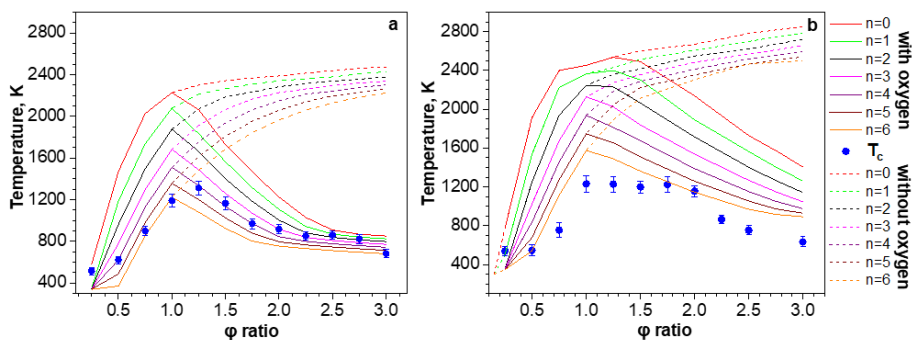 a
2800
2400
2000
1600
1200
800
400
Temperature, K
0.5 1.0 1.5 2.0 2.5 3.0
φ ratio
b
2800
2400
2000
1600
1200
800
400
Temperature, K
0.5 1.0 1.5 2.0 2.5 3.0
φ ratio
n=0
n=1
n=2
n=3
n=4
n=5
n=6
with oxygen
Tc
n=0
n=1
n=2
n=3
n=4
n=5
n=6
without oxygen